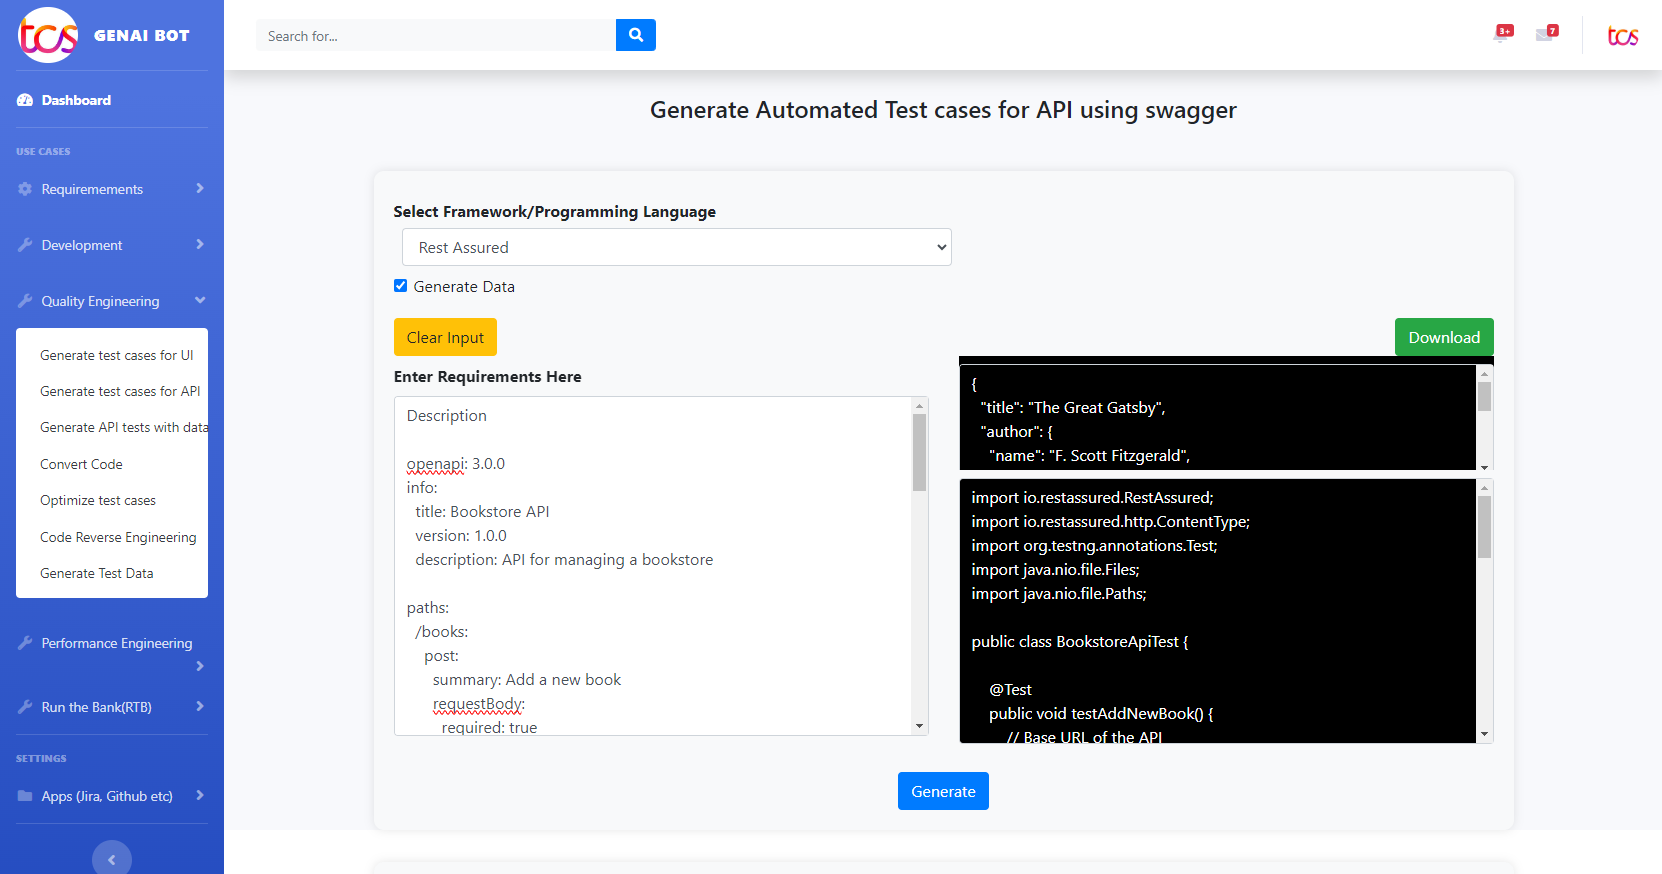 tcs GENAI BOT
Search for...
3+
7
tcs
Dashboard
USE CASES
Requiremements
Development
Quality Engineering
Generate test cases for UI
Generate test cases for API
Generate API tests with data
Convert Code
Optimize test cases
Code Reverse Engineering
Generate Test Data
Performance Engineering
Run the Bank(RTB)
SETTINGS
Apps (Jira, Github etc)
Generate Automated Test cases for API using swagger
Select Framework/Programming Language
Rest Assured
Generate Data
Clear Input
Download
Enter Requirements Here
Description
openapi: 3.0.0
info:
title: Bookstore API
version: 1.0.0
description: API for managing a bookstore
paths:
/books:
post:
summary: Add a new book
requestBody:
required: true
{
"title": "The Great Gatsby",
"author": {
"name": "F. Scott Fitzgerald",
import io.restassured.RestAssured;
import io.restassured.http.ContentType;
import org.testng.annotations.Test;
import java.nio.file.Files;
import java.nio.file.Paths;
public class BookstoreApiTest {
@Test
public void testAddNewBook() {
// Base URL of the API
Generate